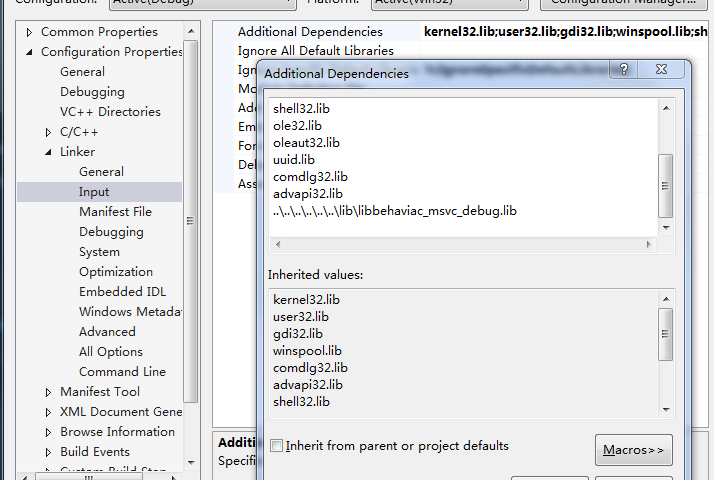 Configuration: Active(Debug) Platform: Active(Win32) Configuration Manager...
Common Properties
Configuration Properties
General
Debugging
VC++ Directories
C/C++
Linker
General
Input
Manifest File
Debugging
System
Optimization
Embedded IDL
Windows Metada
Advanced
All Options
Command Line
Manifest Tool
XML Document Gene
Browse Information
Build Events
Custom Build Step
Additional Dependencies kernel32.lib;user32.lib;gdi32.lib;winspool.lib;sh
Ignore All Default Libraries
Ign
Mo
Add
Em
For
Del
Ass
Additional Dependencies
shell32.lib
ole32.lib
oleaut32.lib
uuid.lib
comdlg32.lib
advapi32.lib
..\..\..\..\..\..\lib\libbehaviac_msvc_debug.lib
Inherited values:
kernel32.lib
user32.lib
gdi32.lib
winspool.lib
comdlg32.lib
advapi32.lib
shell32.lib
Inherit from parent or project defaults
Macros>>
Additi
Specifi